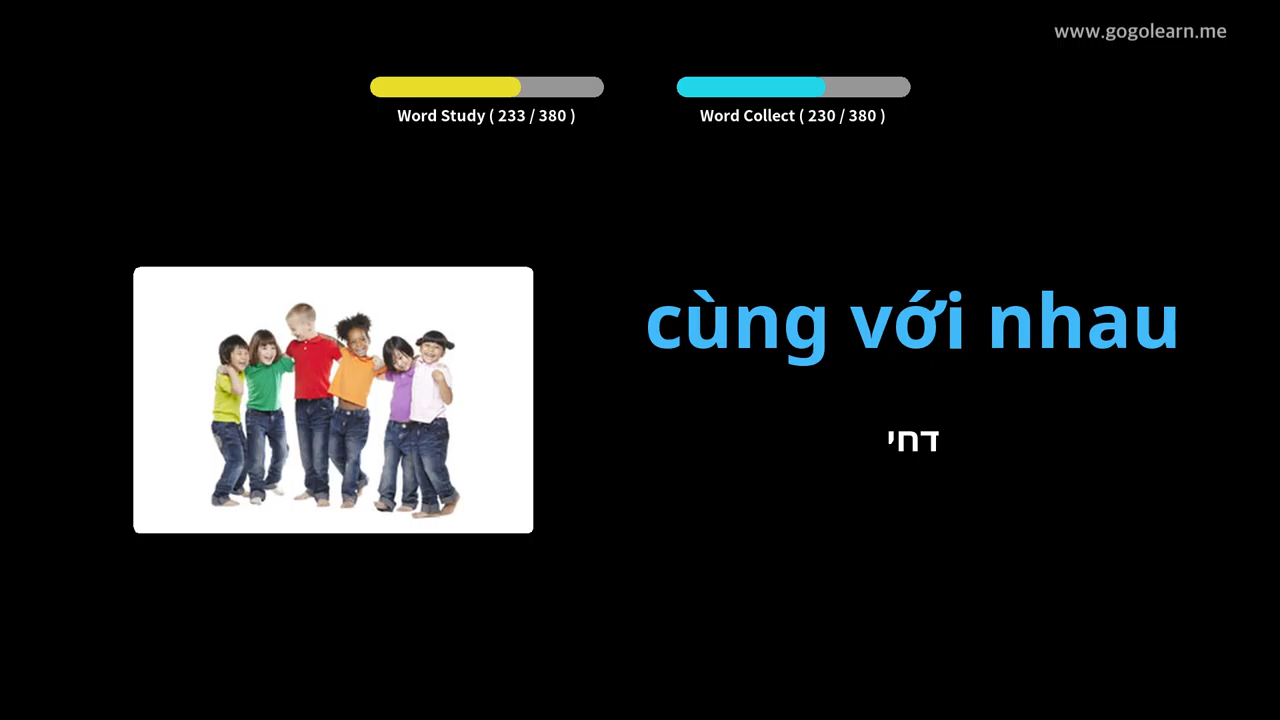 www.gogolearn.me
Word Study ( 233 / 380 )
Word Collect ( 230 / 380 )
cùng với nhau
דחי